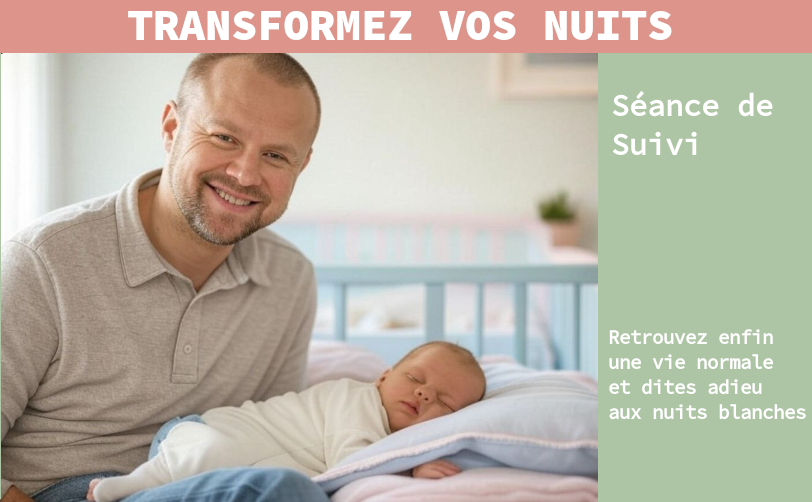 TRANSFORMEZ VOS NUITS
Séance de
Suivi
Retrouvez enfin
une vie normale
et dites adieu
aux nuits blanches